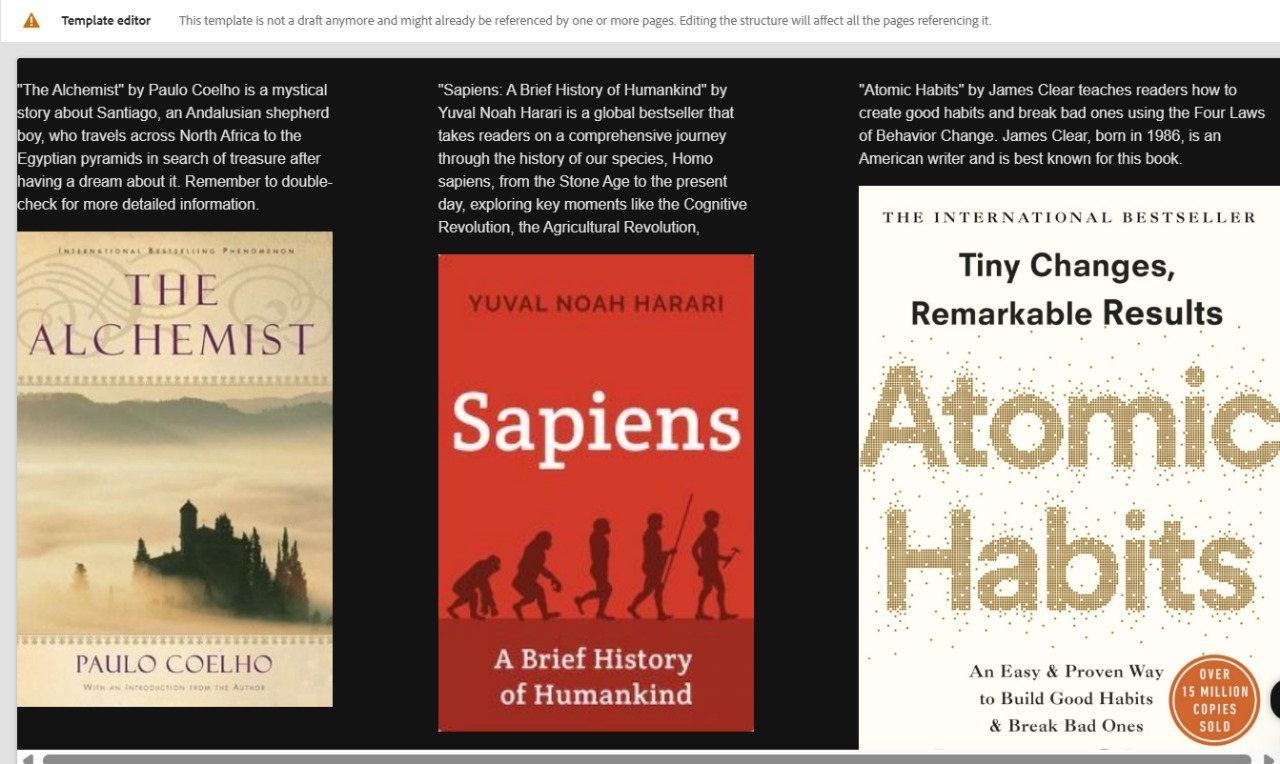 Template editor This template is not a draft anymore and might already be referenced by one or more pages. Editing the structure will affect all the pages referencing it.
"The Alchemist" by Paulo Coelho is a mystical
story about Santiago, an Andalusian shepherd
boy, who travels across North Africa to the
Egyptian pyramids in search of treasure after
having a dream about it. Remember to double-
check for more detailed information.
INTERNATIONAL BESTSELLING PHENOMENON
THE
ALCHEMIST
PAULO COELHO
WITH AN INTRODUCTION FROM THE AUTHOR
"Sapiens: A Brief History of Humankind" by
Yuval Noah Harari is a global bestseller that
takes readers on a comprehensive journey
through the history of our species, Homo
sapiens, from the Stone Age to the present
day, exploring key moments like the Cognitive
Revolution, the Agricultural Revolution,
YUVAL NOAH HARARI
Sapiens
A Brief History
of Humankind
"Atomic Habits" by James Clear teaches readers how to
create good habits and break bad ones using the Four Laws
of Behavior Change. James Clear, born in 1986, is an
American writer and is best known for this book.
THE INTERNATIONAL BESTSELLER
Tiny Changes,
Remarkable Results
Atomic
Habits
An Easy & Proven Way
to Build Good Habits
& Break Bad Ones
OVER
15 MILLION
COPIES
SOLD